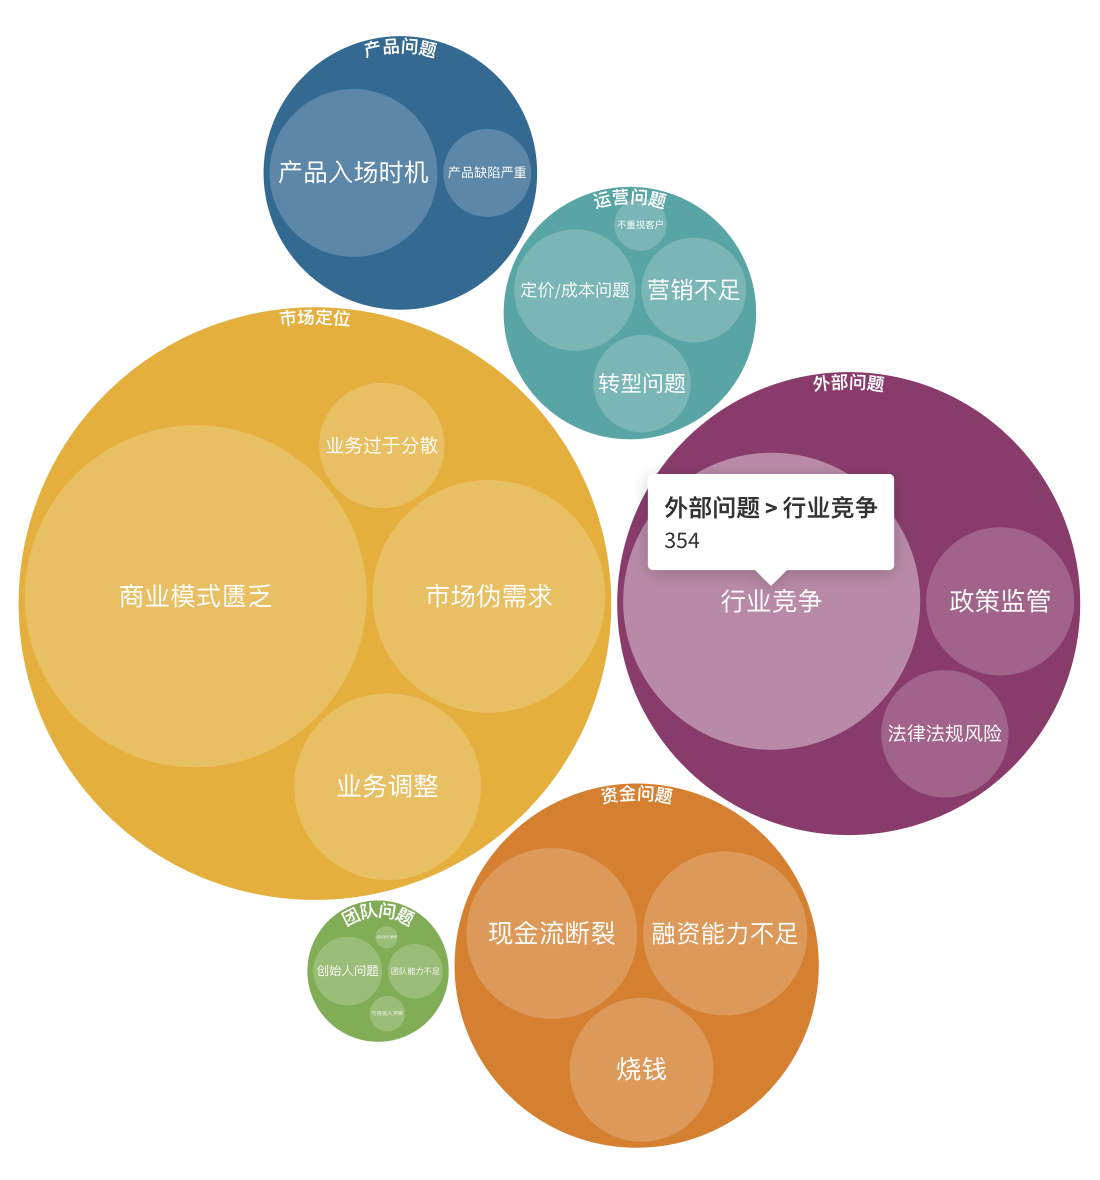 产品问题
产品入场时机
产品缺陷严重
运营问题
不重视客户
定价/成本问题
营销不足
转型问题
市场定位
业务过于分散
商业模式匮乏
市场伪需求
业务调整
外部问题
外部问题 > 行业竞争
354
行业竞争
政策监管
法律法规风险
资金问题
现金流断裂
融资能力不足
烧钱
团队问题
创始人问题
团队能力不足
与投资人不和